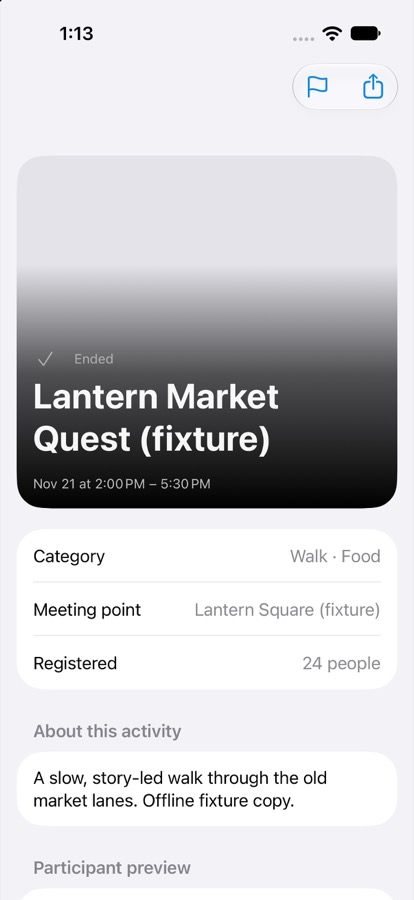 1:13
Ended
Lantern Market
Quest (fixture)
Nov 21 at 2:00 PM – 5:30 PM
Category
Walk · Food
Meeting point
Lantern Square (fixture)
Registered
24 people
About this activity
A slow, story-led walk through the old
market lanes. Offline fixture copy.
Participant preview